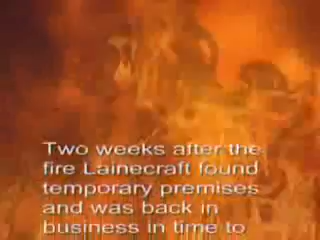 Two weeks after the
fire Lainecraft found
temporary premises
and was back in
business in time to